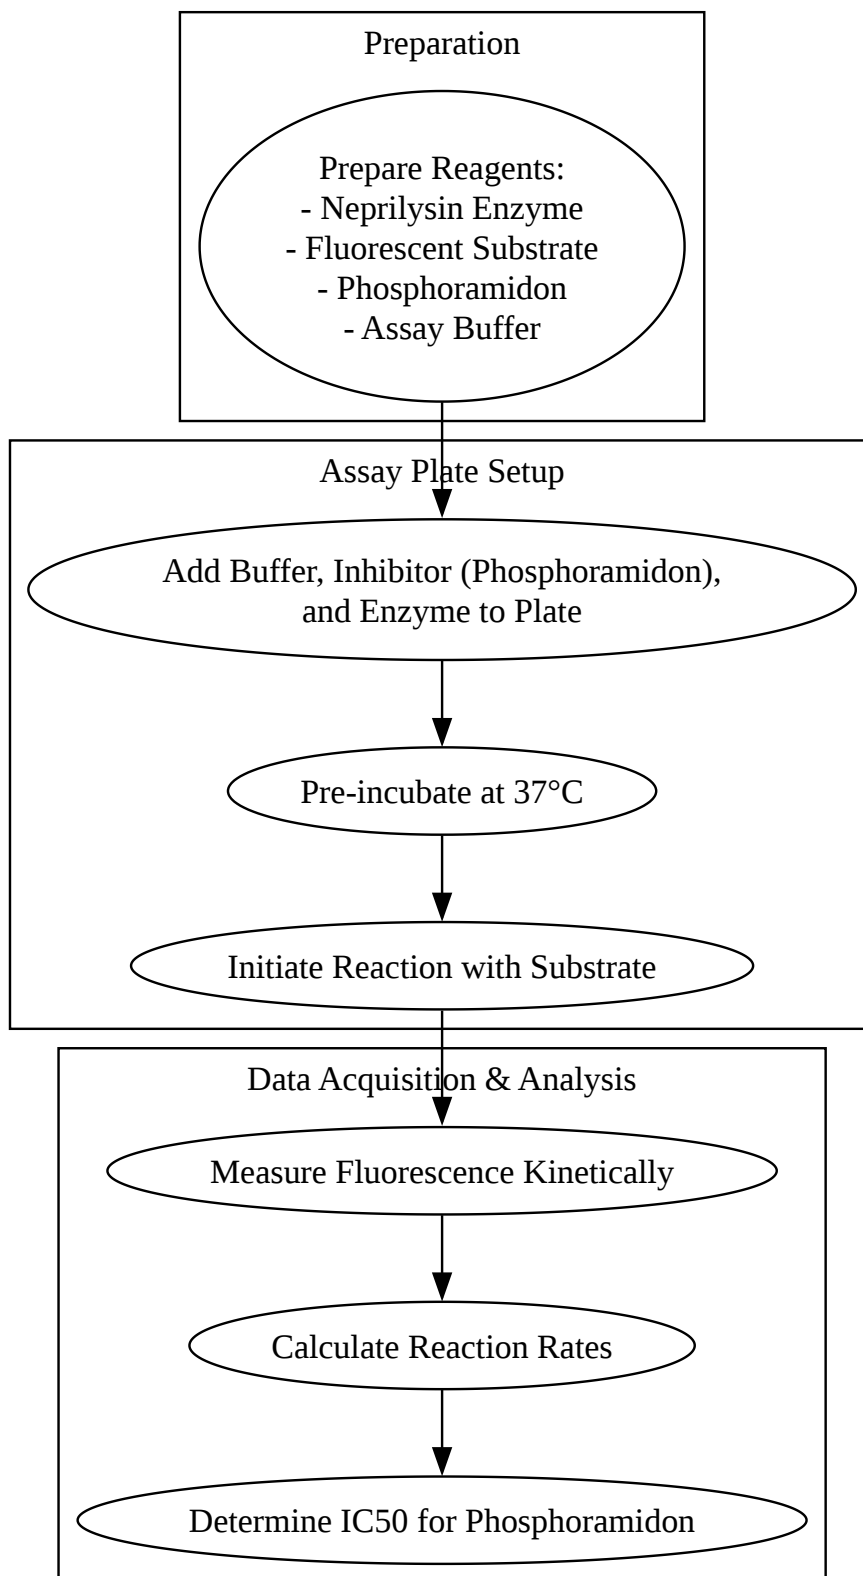 Preparation
Prepare Reagents:
- Neprilysin Enzyme
- Fluorescent Substrate
- Phosphoramidon
- Assay Buffer
Assay Plate Setup
Add Buffer, Inhibitor (Phosphoramidon),
and Enzyme to Plate
Pre-incubate at 37°C
Initiate Reaction with Substrate
Data Acquisition & Analysis
Measure Fluorescence Kinetically
Calculate Reaction Rates
Determine IC50 for Phosphoramidon